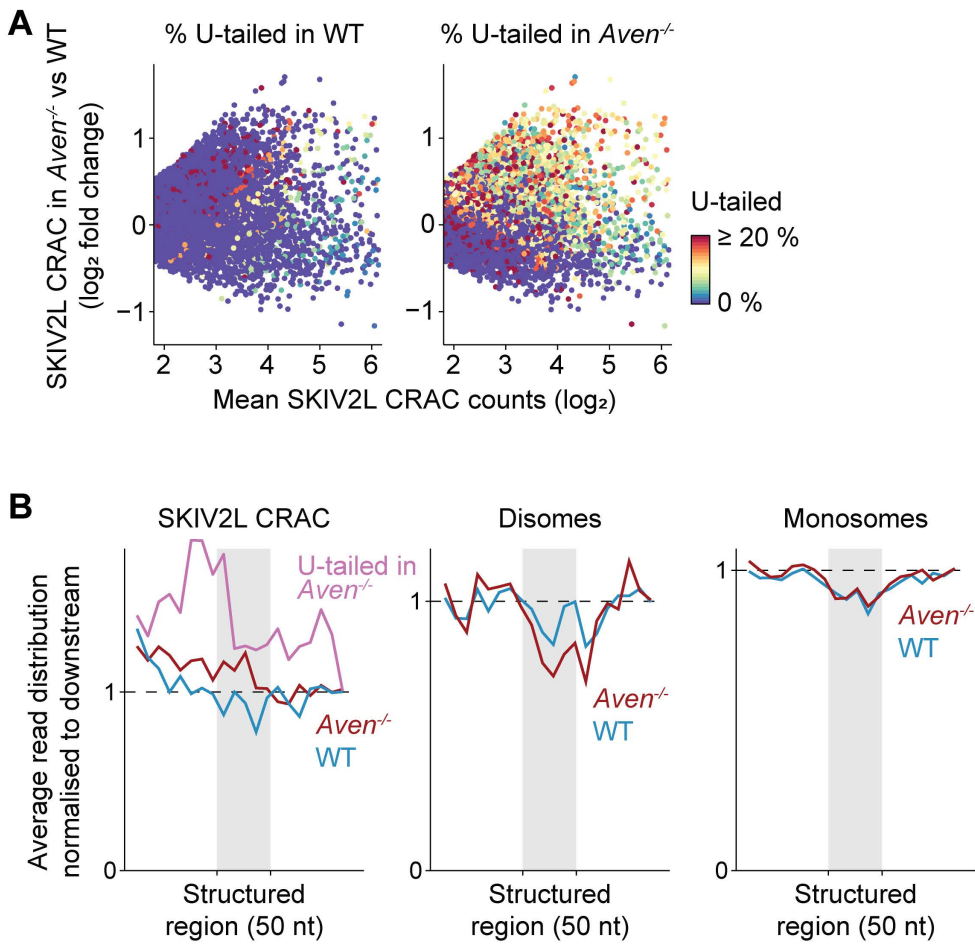 A
% U-tailed in WT
% U-tailed in Aven-/-
SKIV2L CRAC in Aven-/- vs WT
(log₂ fold change)
1
0
−1
1
0
−1
2 3 4 5 6
2 3 4 5 6
Mean SKIV2L CRAC counts (log₂)
U-tailed
≥ 20 %
0 %
B
SKIV2L CRAC
Disomes
Monosomes
Average read distribution
normalised to downstream
1
0
U-tailed in
Aven-/-
Aven-/-
WT
Structured
region (50 nt)
1
0
Aven-/-
WT
Structured
region (50 nt)
1
0
Aven-/-
WT
Structured
region (50 nt)